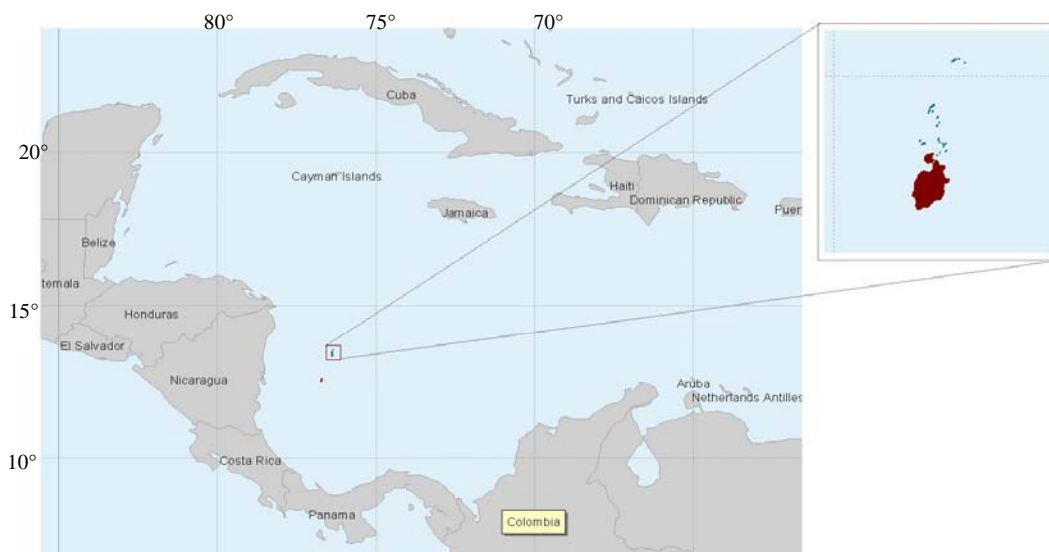 80°
75°
70°
Cuba
Turks and Caicos Islands
20°
Cayman Islands
Haiti
Dominican Republic
Jamaica
Puer
Belize
temala
15°
Honduras
El Salvador
Nicaragua
Aruba
Netherlands Antilles
10°
Costa Rica
Panama
Colombia